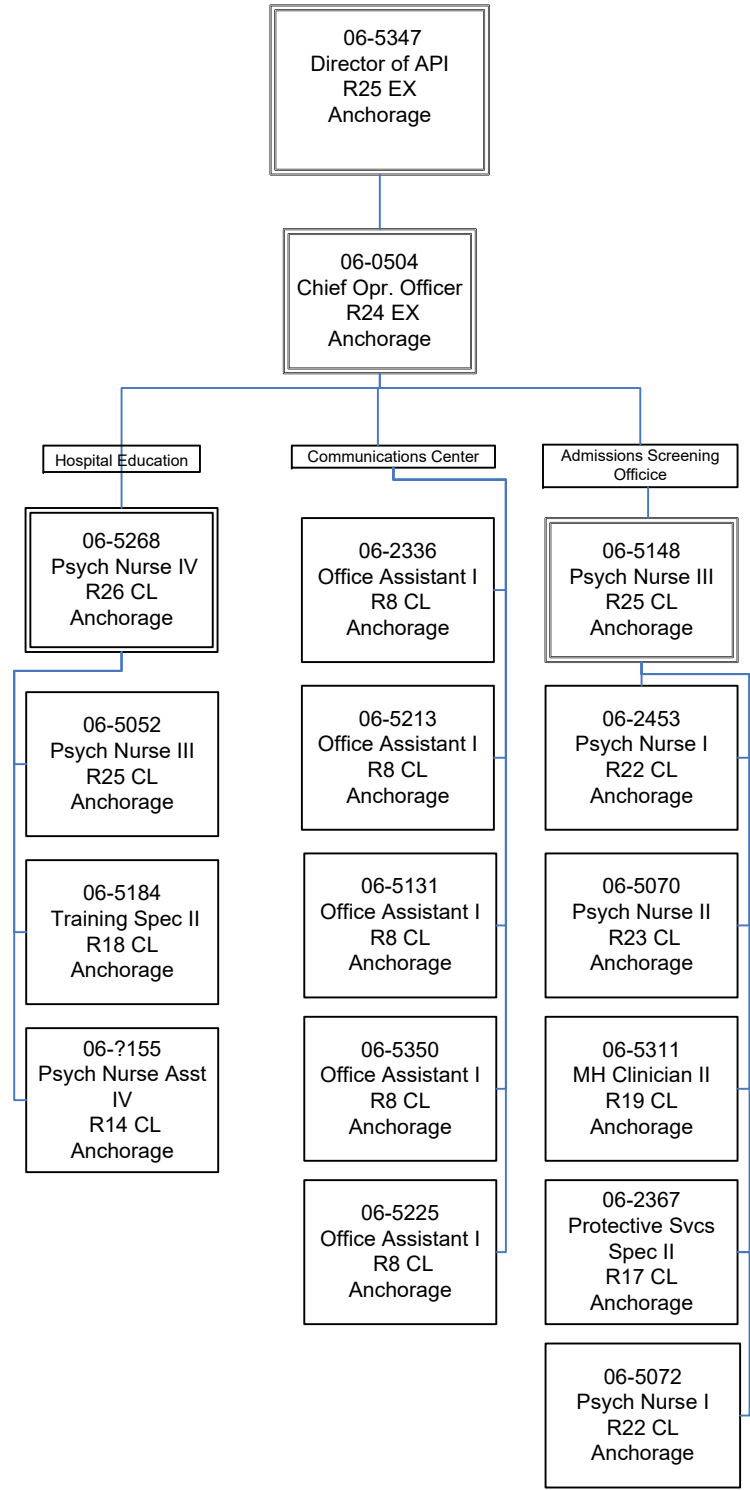 06-5347
Director of API
R25 EX
Anchorage
06-0504
Chief Opr. Officer
R24 EX
Anchorage
Hospital Education
06-5268
Psych Nurse IV
R26 CL
Anchorage
06-5052
Psych Nurse III
R25 CL
Anchorage
06-5184
Training Spec II
R18 CL
Anchorage
06-?155
Psych Nurse Asst
IV
R14 CL
Anchorage
Communications Center
06-2336
Office Assistant I
R8 CL
Anchorage
06-5213
Office Assistant I
R8 CL
Anchorage
06-5131
Office Assistant I
R8 CL
Anchorage
06-5350
Office Assistant I
R8 CL
Anchorage
06-5225
Office Assistant I
R8 CL
Anchorage
Admissions Screening
Officice
06-5148
Psych Nurse III
R25 CL
Anchorage
06-2453
Psych Nurse I
R22 CL
Anchorage
06-5070
Psych Nurse II
R23 CL
Anchorage
06-5311
MH Clinician II
R19 CL
Anchorage
06-2367
Protective Svcs
Spec II
R17 CL
Anchorage
06-5072
Psych Nurse I
R22 CL
Anchorage